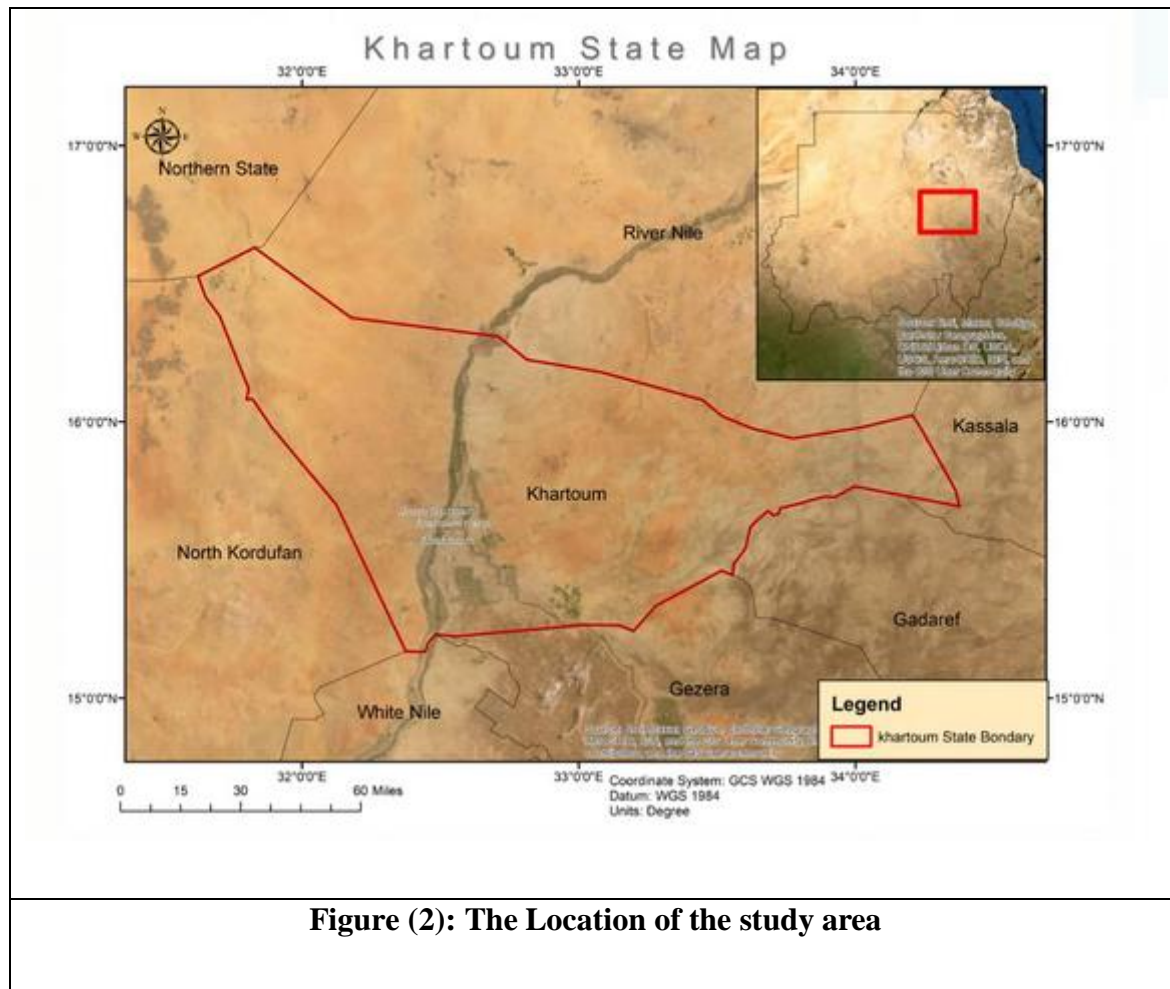 Khartoum State Map
32°0'0"E 33°0'0"E 34°0'0"E
N
W E
S
17°0'0"N 17°0'0"N
Northern State
River Nile
16°0'0"N 16°0'0"N
Kassala
Khartoum
North Kordufan
Gadaref
Gezera
15°0'0"N 15°0'0"N
White Nile
Legend
khartoum State Bondary
32°0'0"E 33°0'0"E 34°0'0"E
0 15 30 60 Miles
Coordinate System: GCS WGS 1984
Datum: WGS 1984
Units: Degree
Figure (2): The Location of the study area